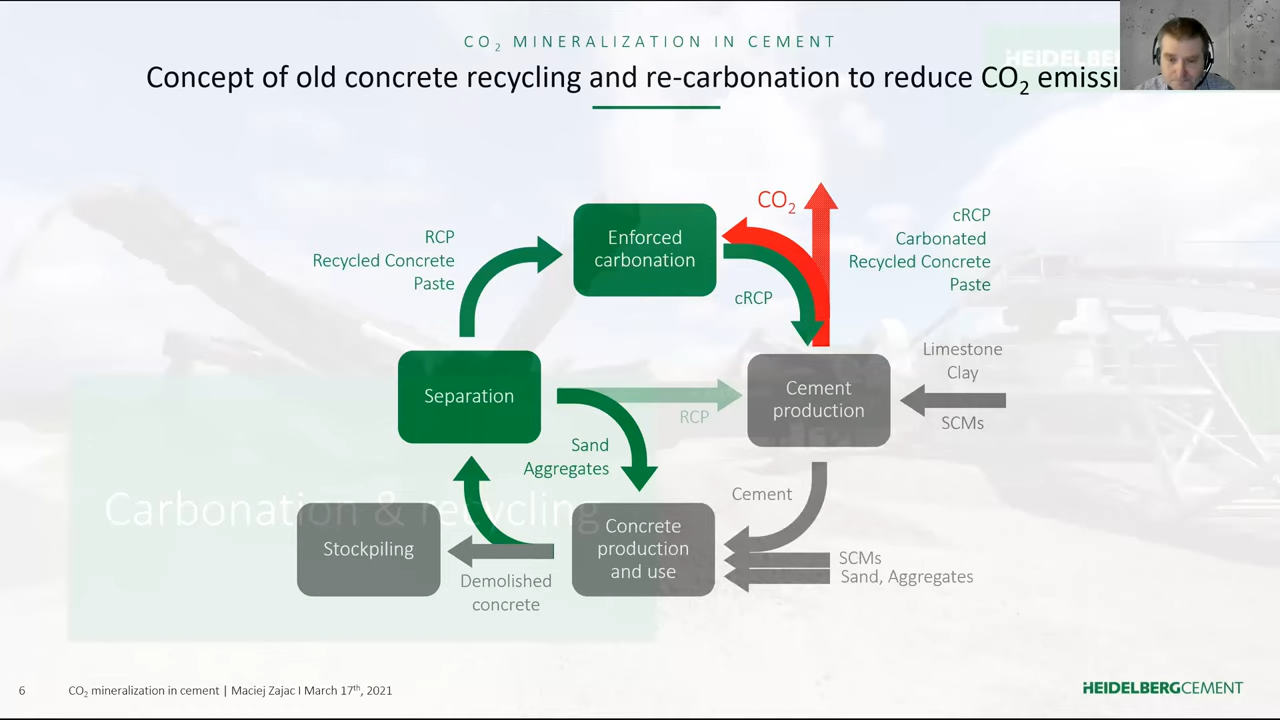 CO2 MINERALIZATION IN CEMENT
HEIDELBE
Concept of old concrete recycling and re-carbonation to reduce CO2 emissi
CO2
RCP
Recycled Concrete
Paste
Enforced
carbonation
cRCP
Carbonated
Recycled Concrete
Paste
cRCP
Separation
RCP
Cement
production
Limestone
Clay
SCMs
Sand
Aggregates
Cement
Carbonation & recycling
Stockpiling
Demolished
concrete
Concrete
production
and use
SCMs
Sand, Aggregates
6
CO2 mineralization in cement | Maciej Zajac I March 17th, 2021
HEIDELBERGCEMENT